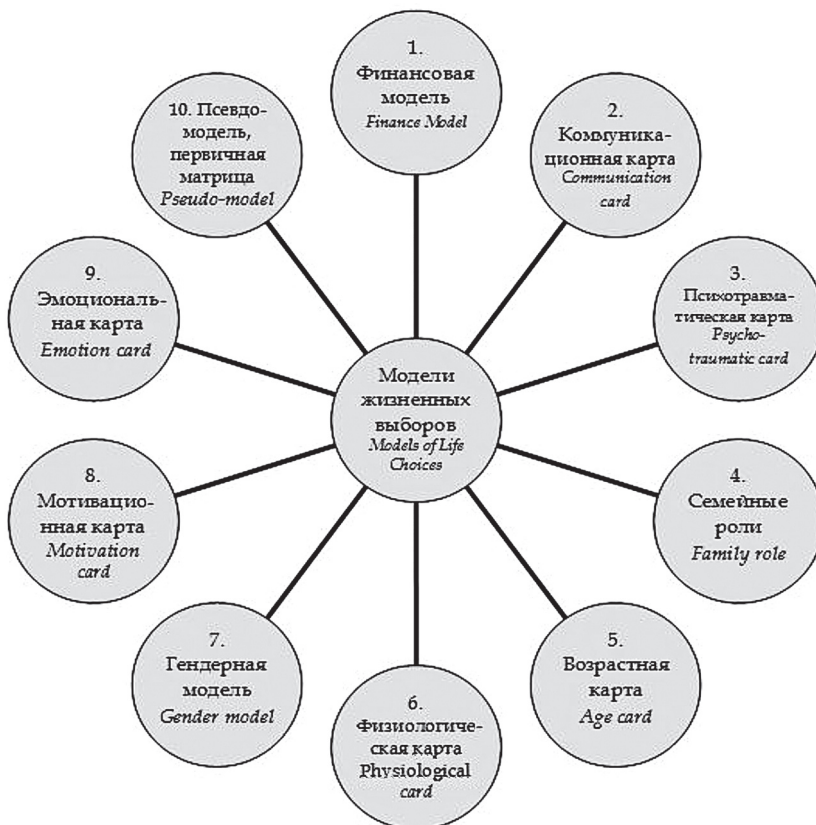 1.
Финансовая
модель
Finance Model
2.
Коммуника-
ционная карта
Communication
card
3.
Психотравма-
тическая карта
Psycho-
traumatic card
4.
Семейные
роли
Family role
5.
Возрастная
карта
Age card
6.
Физиологиче-
ская карта
Physiological
card
7.
Гендерная
модель
Gender model
8.
Мотивацион-
ная карта
Motivation
card
9.
Эмоциональ-
ная карта
Emotion card
10. Псевдо-
модель,
первичная
матрица
Pseudo-model
Модели
жизненных
выборов
Models of Life
Choices